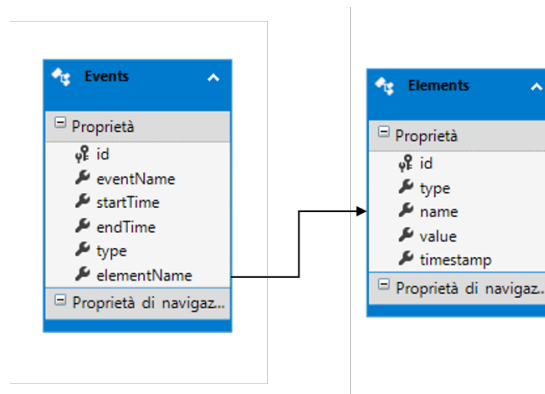 Events
Proprietà
id
eventName
startTime
endTime
type
elementName
Proprietà di navigaz...
Elements
Proprietà
id
type
name
value
timestamp
Proprietà di navigaz...